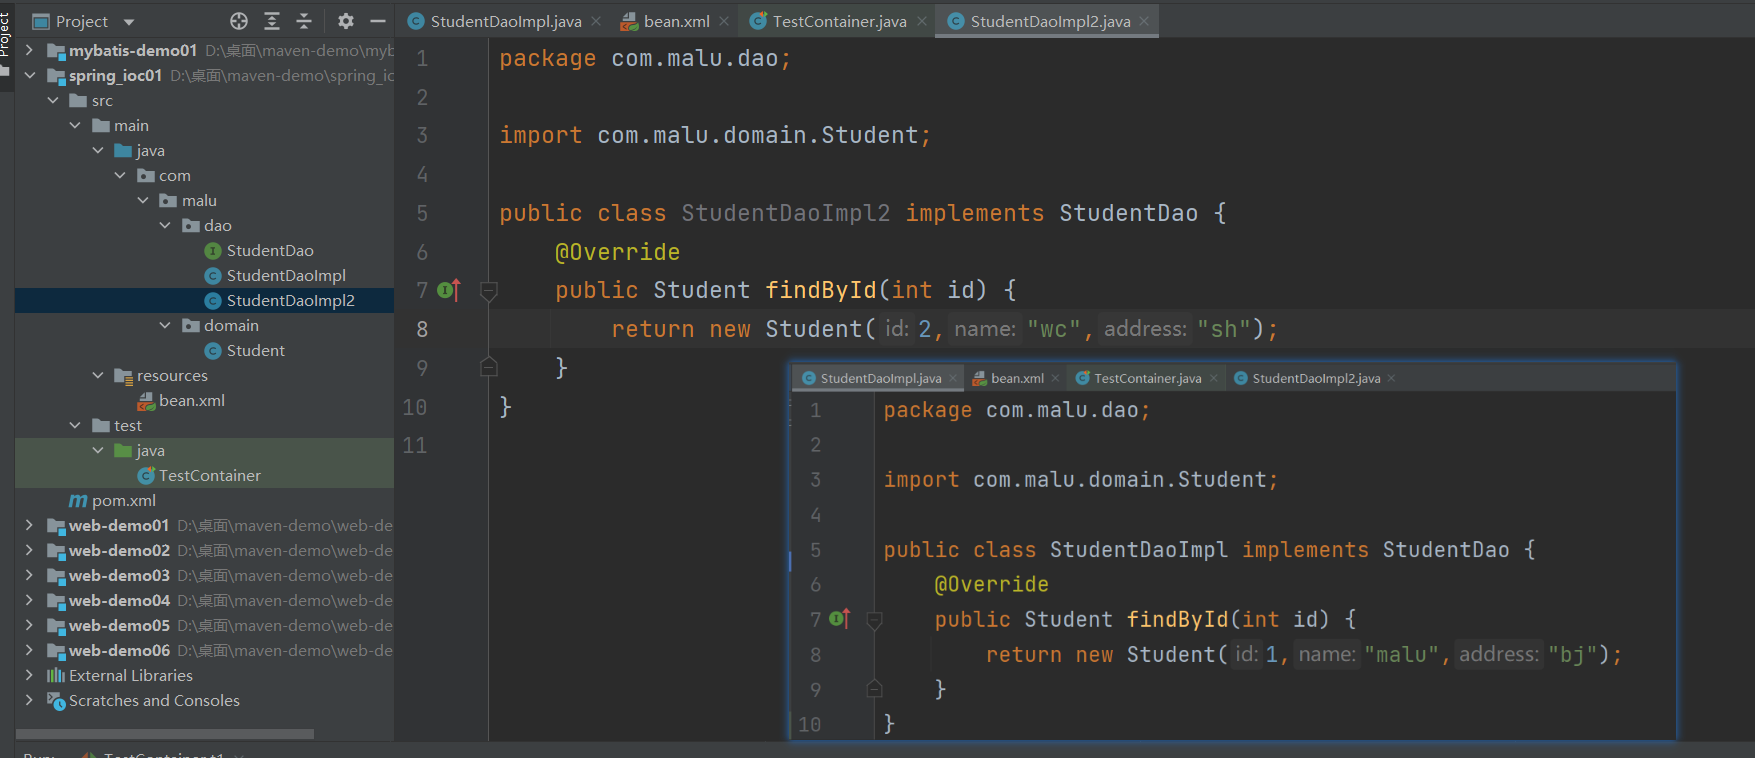 Project
Project
StudentDaoImpl.java
bean.xml
TestContainer.java
StudentDaoImpl2.java
mybatis-demo01 D:\桌面\maven-demo\myb
spring_ioc01 D:\桌面\maven-demo\spring_io
src
main
java
com
malu
dao
StudentDao
StudentDaoImpl
StudentDaoImpl2
domain
Student
resources
bean.xml
test
java
TestContainer
pom.xml
web-demo01 D:\桌面\maven-demo\web-de
web-demo02 D:\桌面\maven-demo\web-de
web-demo03 D:\桌面\maven-demo\web-de
web-demo04 D:\桌面\maven-demo\web-de
web-demo05 D:\桌面\maven-demo\web-de
web-demo06 D:\桌面\maven-demo\web-de
External Libraries
Scratches and Consoles
1 package com.malu.dao;
2
3 import com.malu.domain.Student;
4
5 public class StudentDaoImpl2 implements StudentDao {
6 @Override
7 public Student findById(int id) {
8 return new Student( id: 2, name: "wc", address: "sh");
9 }
10 }
11
StudentDaoImpl.java
bean.xml
TestContainer.java
StudentDaoImpl2.java
1 package com.malu.dao;
2
3 import com.malu.domain.Student;
4
5 public class StudentDaoImpl implements StudentDao {
6 @Override
7 public Student findById(int id) {
8 return new Student( id: 1, name: "malu", address: "bj");
9 }
10 }
Run: TestContainer.t1